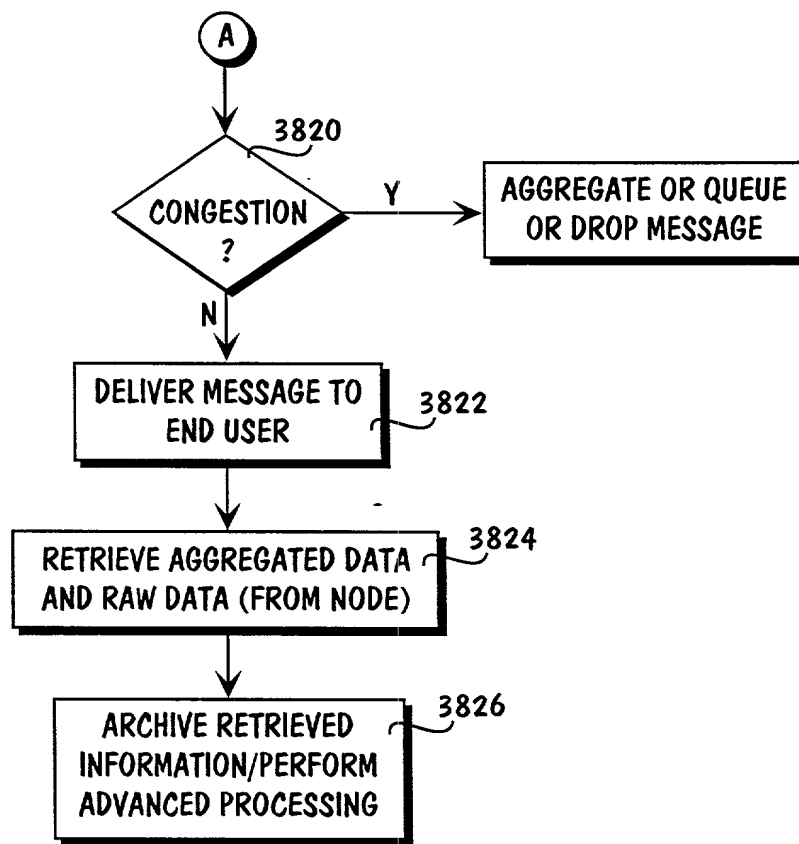 A
3820
CONGESTION
?
Y
AGGREGATE OR QUEUE
OR DROP MESSAGE
N
DELIVER MESSAGE TO
END USER
3822
RETRIEVE AGGREGATED DATA
AND RAW DATA (FROM NODE)
3824
ARCHIVE RETRIEVED
INFORMATION/PERFORM
ADVANCED PROCESSING
3826